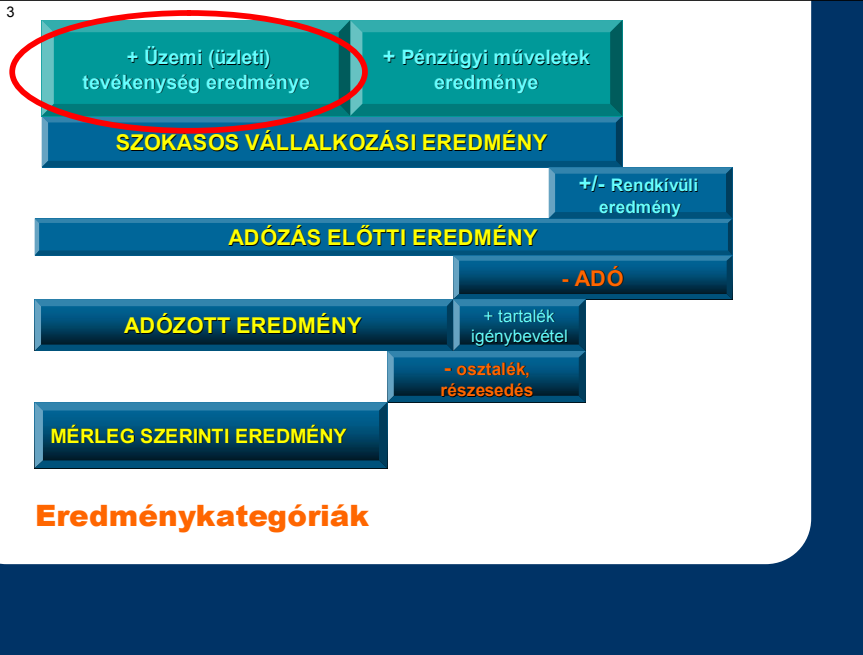 3
+ Üzemi (üzleti)
tevékenység eredménye
+ Pénzügyi műveletek
eredménye
SZOKASOS VÁLLALKOZÁSI EREDMÉNY
+/- Rendkívüli
eredmény
ADÓZÁS ELŐTTI EREDMÉNY
- ADÓ
ADÓZOTT EREDMÉNY
+ tartalék
igénybevétel
- osztalék,
részesedés
MÉRLEG SZERINTI EREDMÉNY
Eredménykategóriák